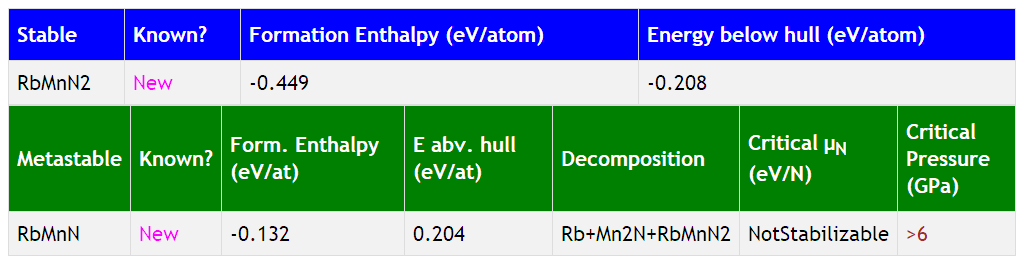 Stable Known? Formation Enthalpy (eV/atom) Energy below hull (eV/atom)
RbMnN2 New -0.449 -0.208
Metastable Known? Form. Enthalpy (eV/at) E abv. hull (eV/at) Decomposition Critical μN (eV/N) Critical Pressure (GPa)
RbMnN New -0.132 0.204 Rb+Mn2N+RbMnN2 NotStabilizable >6